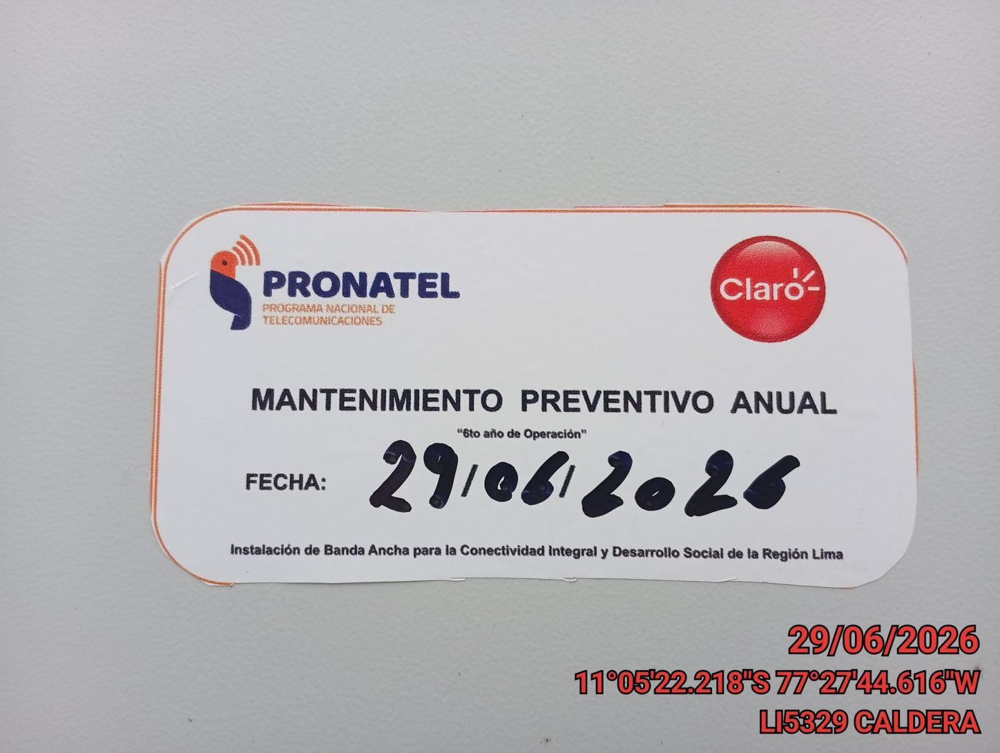 PRONATEL
PROGRAMA NACIONAL DE
TELECOMUNICACIONES
Claro
MANTENIMIENTO PREVENTIVO ANUAL
“6to año de Operación”
FECHA: 29/06/2026
Instalación de Banda Ancha para la Conectividad Integral y Desarrollo Social de la Región Lima
29/06/2026
11°05'22.218"S 77°27'44.616"W
LI5329 CALDERA